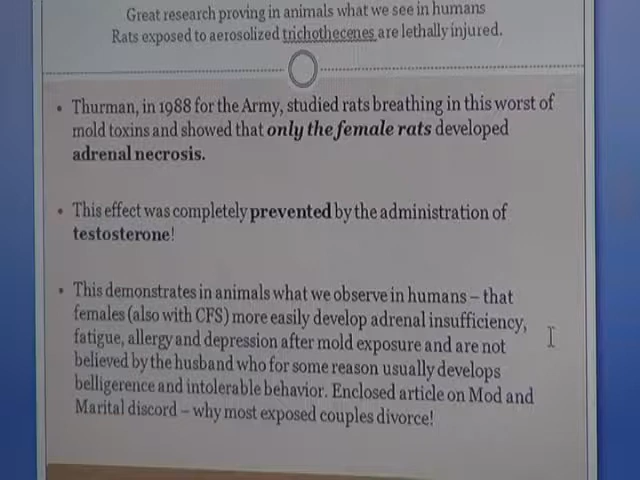 Great research proving in animals what we see in humans
Rats exposed to aerosolized trichothecenes are lethally injured.
• Thurman, in 1988 for the Army, studied rats breathing in this worst of
mold toxins and showed that only the female rats developed
adrenal necrosis.
• This effect was completely prevented by the administration of
testosterone!
• This demonstrates in animals what we observe in humans – that
females (also with CFS) more easily develop adrenal insufficiency,
fatigue, allergy and depression after mold exposure and are not
believed by the husband who for some reason usually develops
belligerence and intolerable behavior. Enclosed article on Mod and
Marital discord – why most exposed couples divorce!